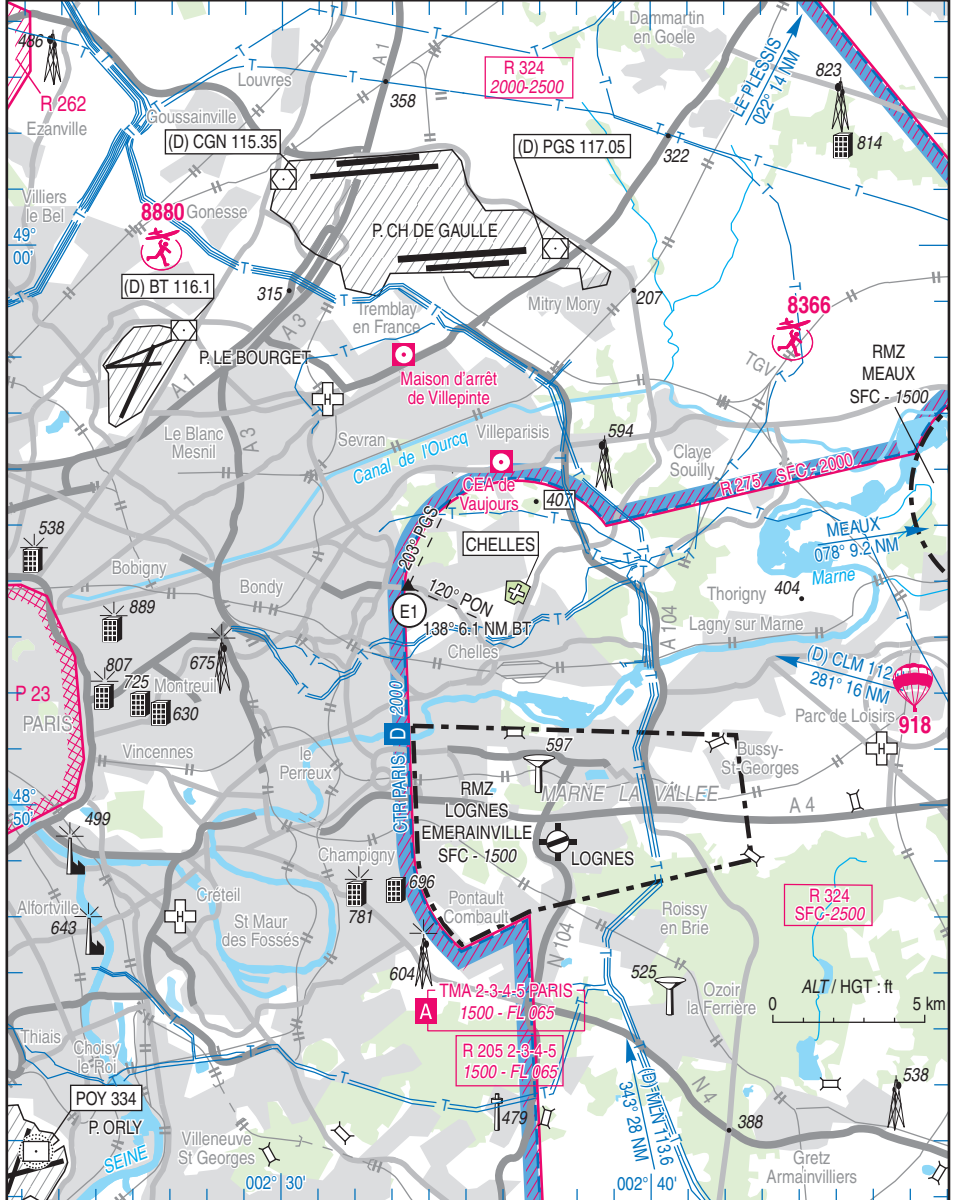 Dammartin
en Goele
486
A 1
Louvres
R 324
2000-2500
LE PLESSIS
022° 14 NM
823
R 262
358
Goussainville
Ezanville
(D) CGN 115.35
(D) PGS 117.05
322
814
Villiers
le Bel
8880
Gonesse
P. CH DE GAULLE
49°
00'
(D) BT 116.1
315
Tremblay
en France
Mitry Mory
207
8366
A 3
P. LE BOURGET
TGV
RMZ
MEAUX
SFC - 1500
Maison d'arrêt
de Villepinte
A 1
A 3
Le Blanc
Mesnil
Sevran
Canal de l'Ourcq
Villeparisis
594
Claye
Souilly
R 275 SFC - 2000
CEA de
Vaujours
407
538
203° PGS
CHELLES
MEAUX
078° 9.2 NM
Bobigny
Bondy
120° PON
Marne
404
Thorigny
889
E1
138° 6.1 NM BT
Lagny sur Marne
A 104
Chelles
675
807
725
Montreuil
630
(D) CLM 112
281° 16 NM
P 23
PARIS
918
Parc de Loisirs
CTR PARIS D 2000
Vincennes
le
Perreux
597
Bussy-
St-Georges
RMZ
LOGNES
EMERAINVILLE
SFC - 1500
MARNE LA VALLEE
48°
50'
A 4
499
LOGNES
Champigny
696
781
Créteil
Pontault
Combault
R 324
SFC-2500
Alfortville
643
St Maur
des Fossés
Roissy
en Brie
N 104
604
525
Ozoir
la Ferrière
ALT / HGT : ft
0 5 km
TMA 2-3-4-5 PARIS
1500 - FL 065
A
Thiais
Choisy
le Roi
R 205 2-3-4-5
1500 - FL 065
N 4
(D) MLN 113.6
343° 28 NM
538
POY 334
P. ORLY
479
388
SEINE
Villeneuve
St Georges
Gretz
Armainvilliers
002° 30'
002° 40'